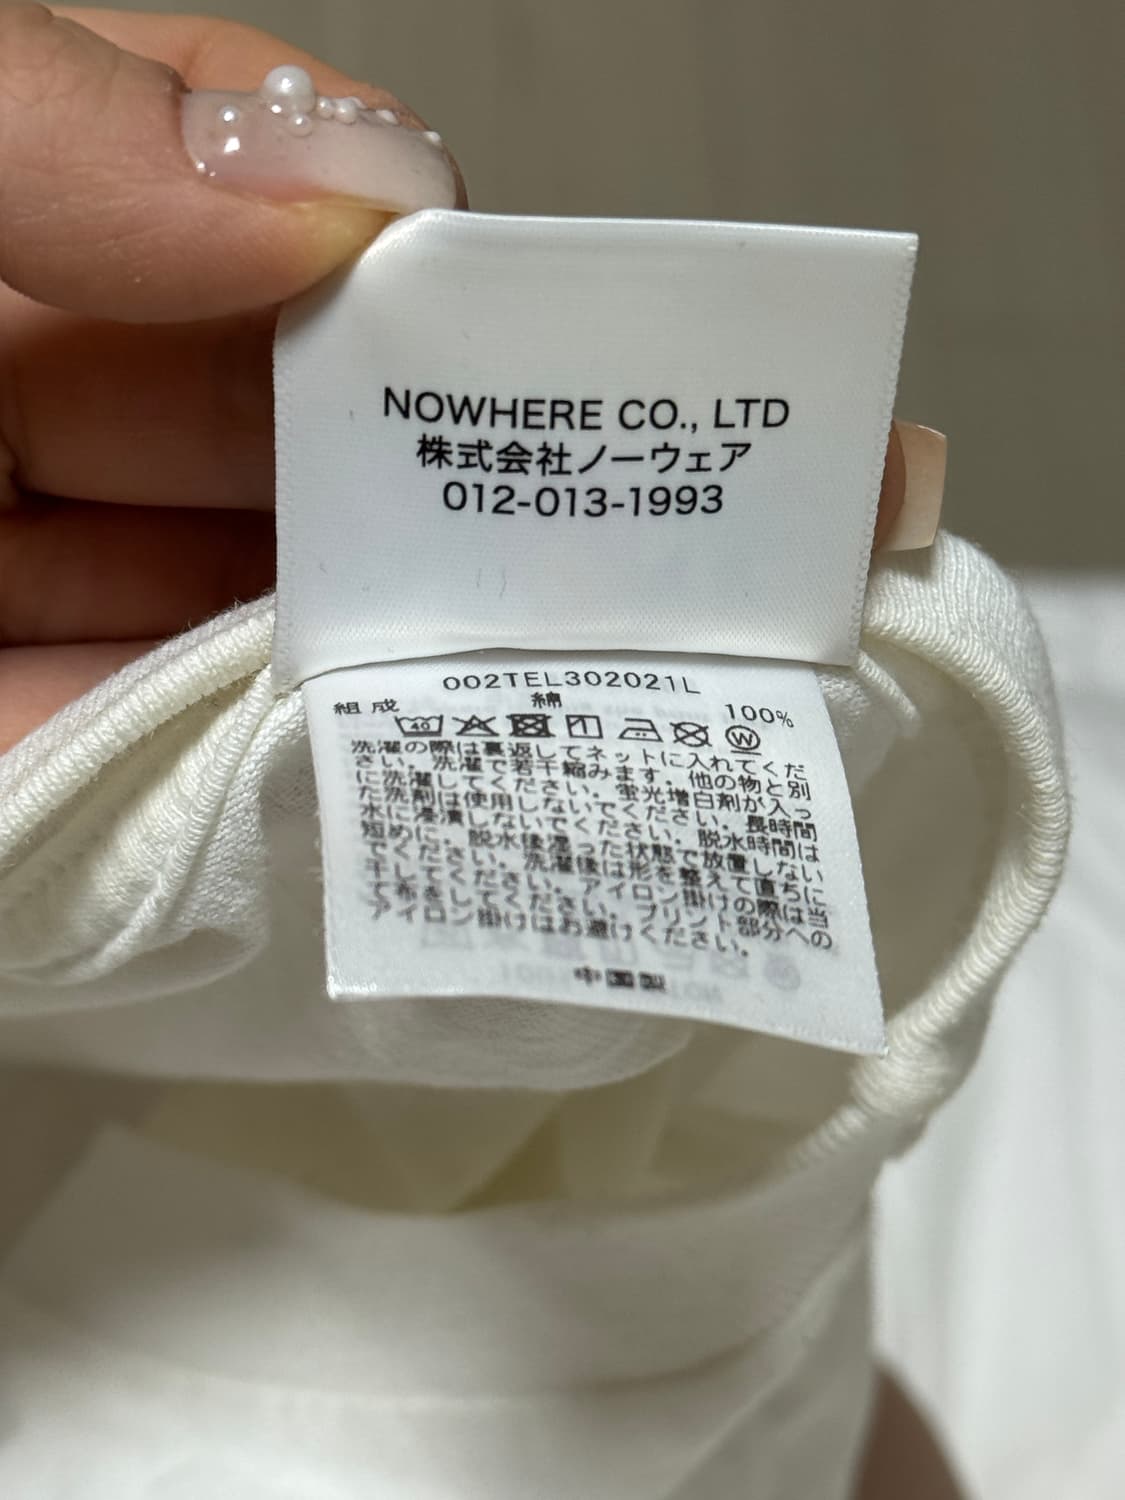 NOWHERE CO., LTD
株式会社ノーウェア
012-013-1993
002TEL302021L
組成 綿 100%
40
W
洗濯の際は裏返してネットに入れてくだ
さい。洗濯で若干縮みます。他の物と別
に洗濯してください。蛍光増白剤が入っ
た洗剤は使用しないでください。長時間
水に浸漬しないでください。脱水時間は
短めに、脱水後湿った状態で放置しない
でください。洗濯後は形を整えて直ちに
干してください。アイロン掛けの際は当
て布をしてください。プリント部分への
アイロン掛けはお避けください。
中国製